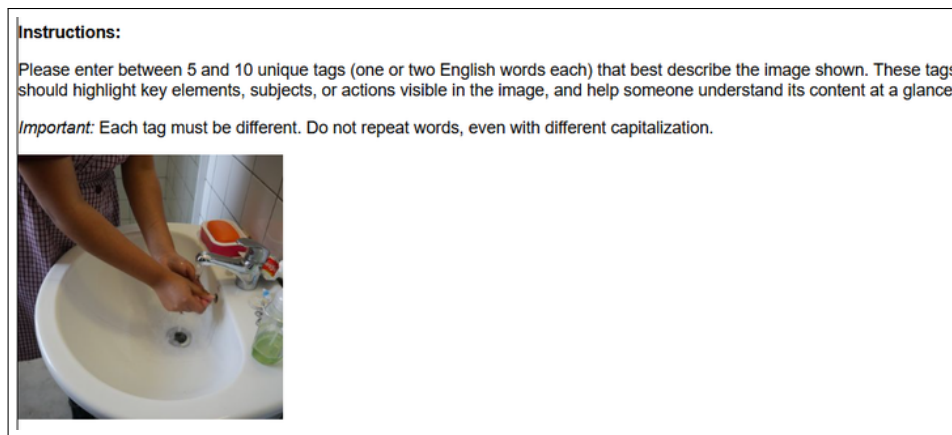 Instructions:
Please enter between 5 and 10 unique tags (one or two English words each) that best describe the image shown. These tags
should highlight key elements, subjects, or actions visible in the image, and help someone understand its content at a glance
Important: Each tag must be different. Do not repeat words, even with different capitalization.